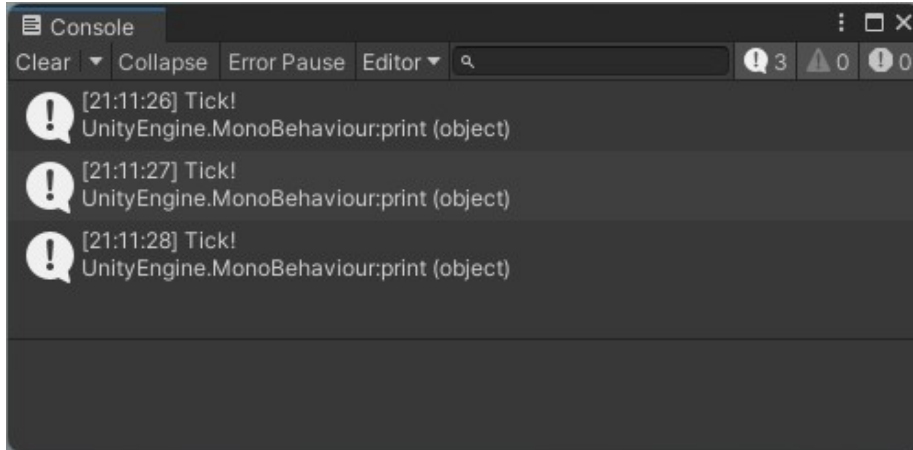 Console
Clear Collapse Error Pause Editor 3 0 0
[21:11:26] Tick!
UnityEngine.MonoBehaviour:print (object)
[21:11:27] Tick!
UnityEngine.MonoBehaviour:print (object)
[21:11:28] Tick!
UnityEngine.MonoBehaviour:print (object)